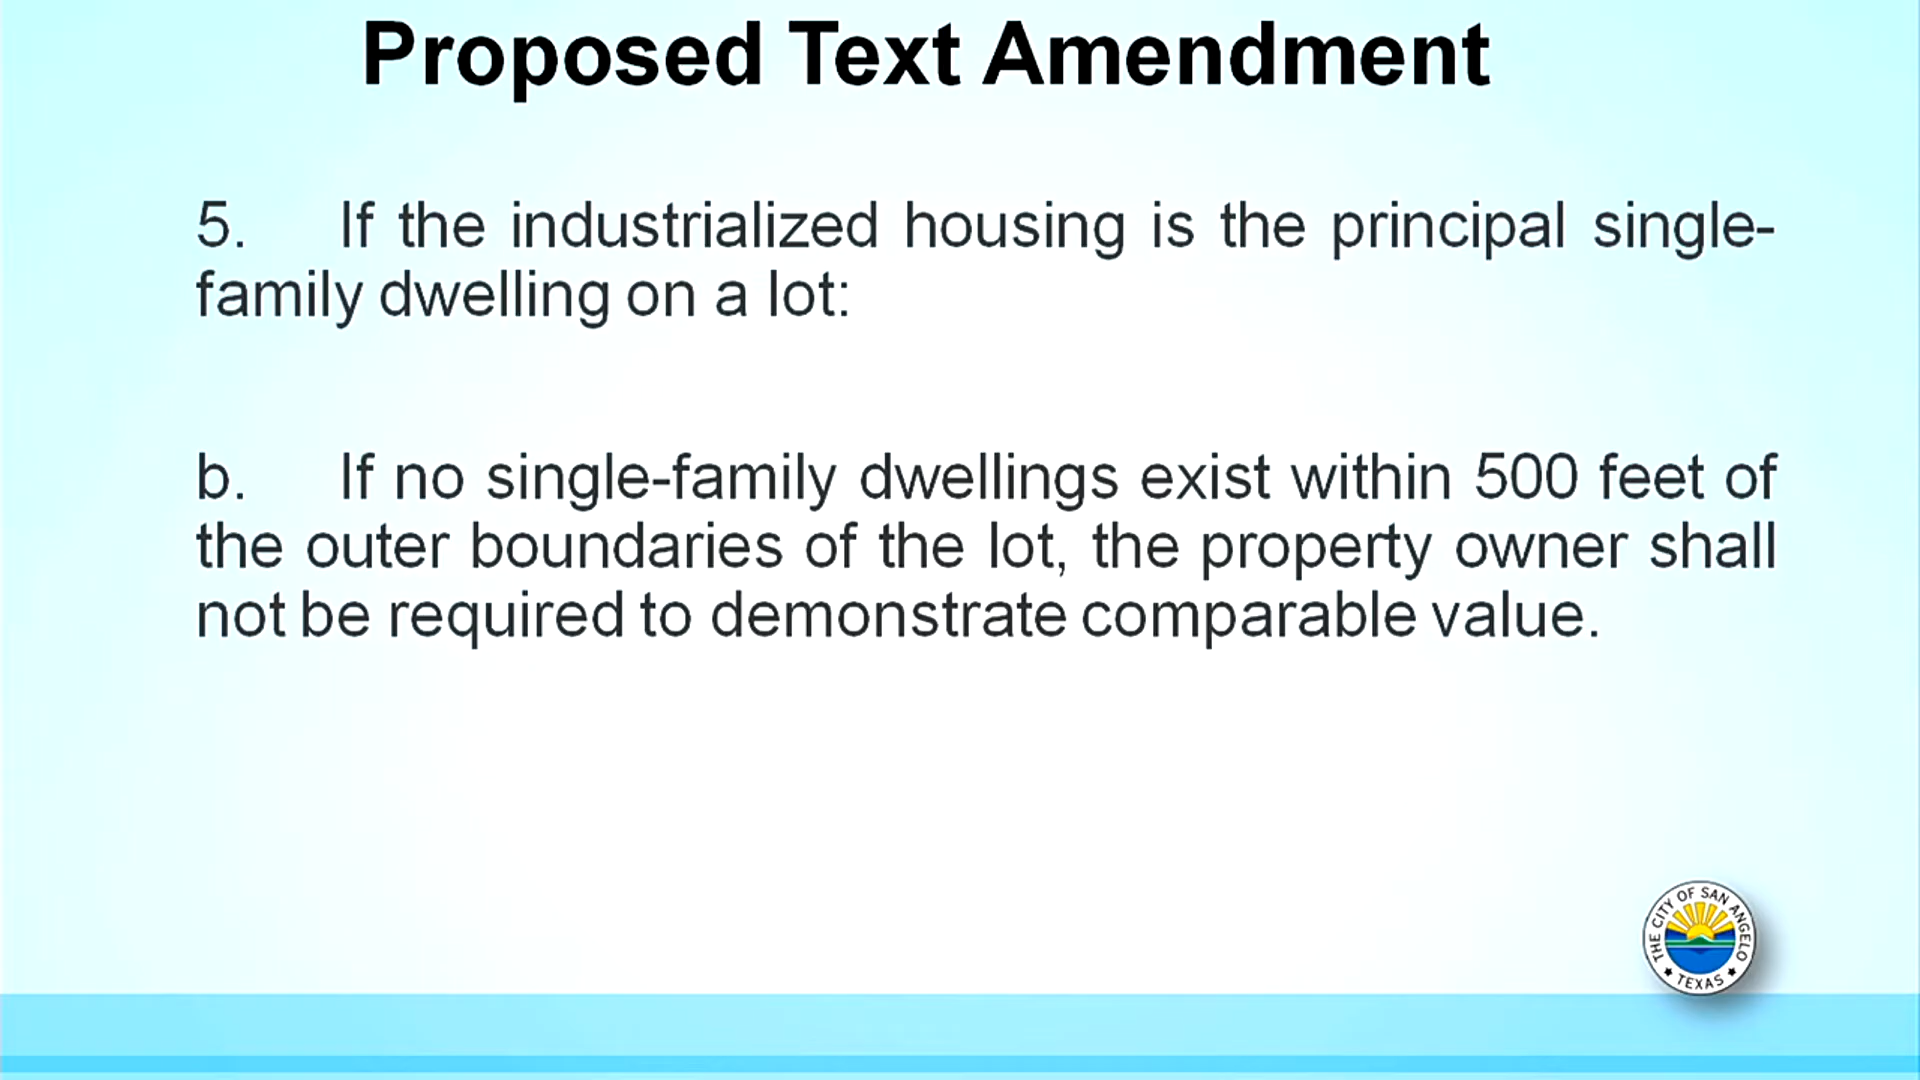 Proposed Text Amendment
5. If the industrialized housing is the principal single-
family dwelling on a lot:
b. If no single-family dwellings exist within 500 feet of
the outer boundaries of the lot, the property owner shall
not be required to demonstrate comparable value.
THE CITY OF SAN ANGELO
TEXAS